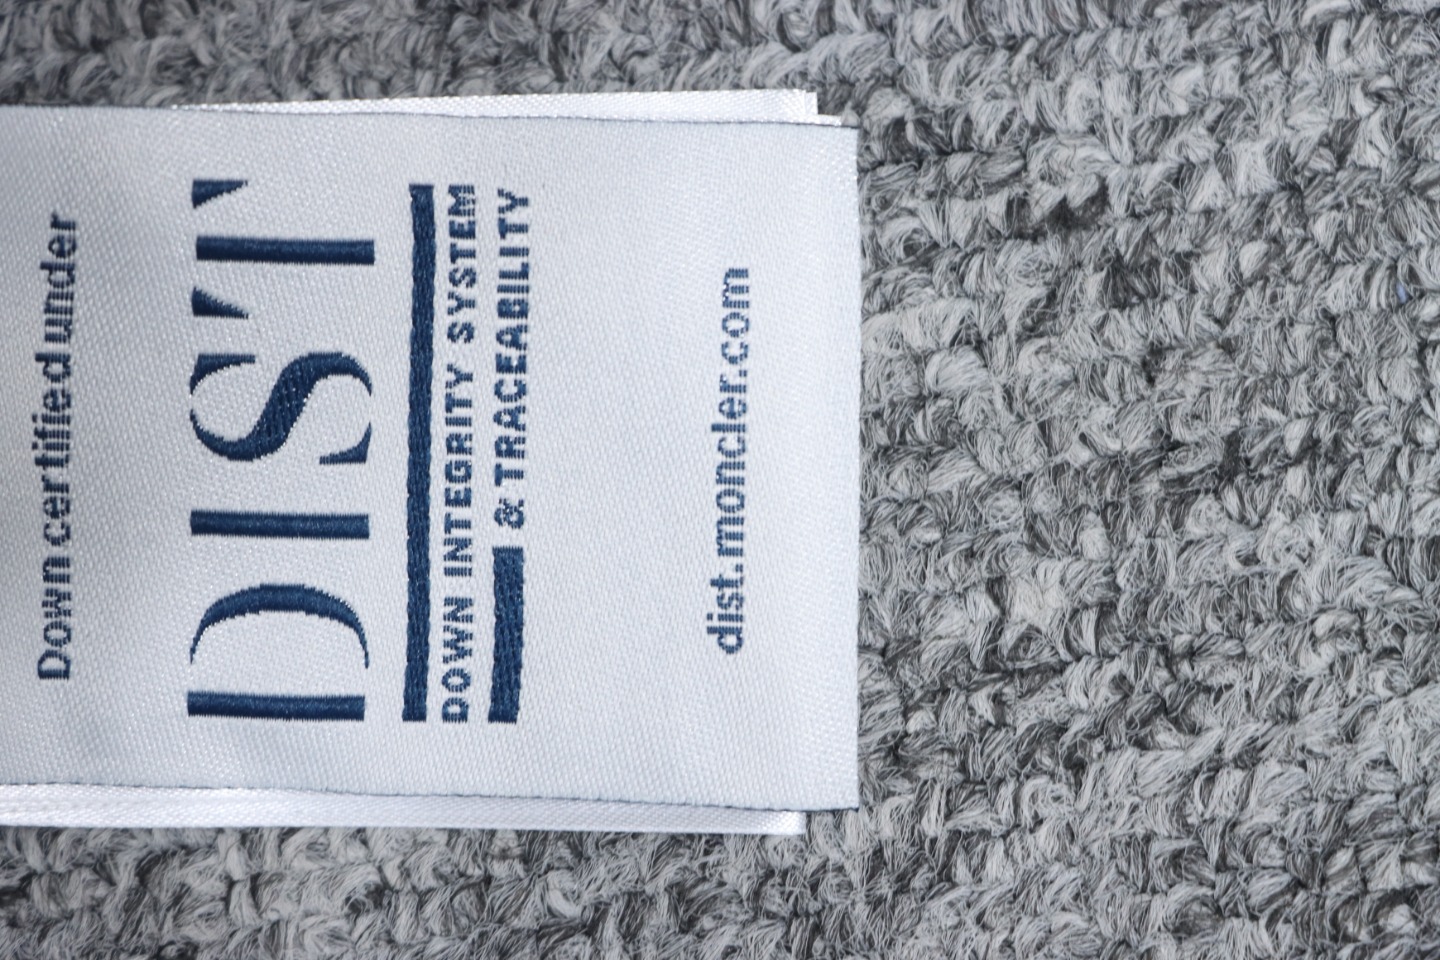 Down certified under
DIST
DOWN INTEGRITY SYSTEM
& TRACEABILITY
dist.moncler.com